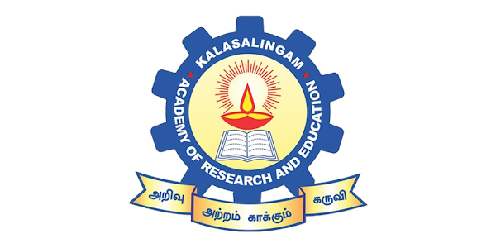 KALASALINGAM
ACADEMY OF RESEARCH AND EDUCATION
அறிவு அற்றம் காக்கும் கருவி